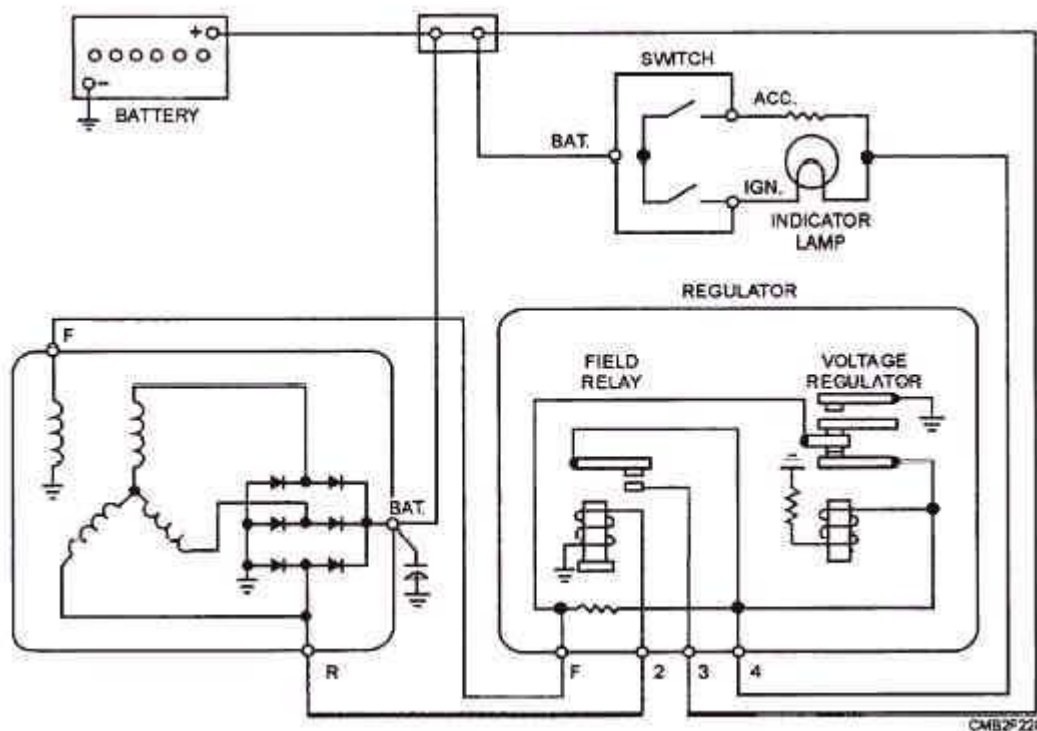 +
-
BATTERY
SWITCH
ACC.
BAT.
IGN.
INDICATOR
LAMP
REGULATOR
F
FIELD
RELAY
VOLTAGE
REGULATOR
BAT.
R
F
2
3
4